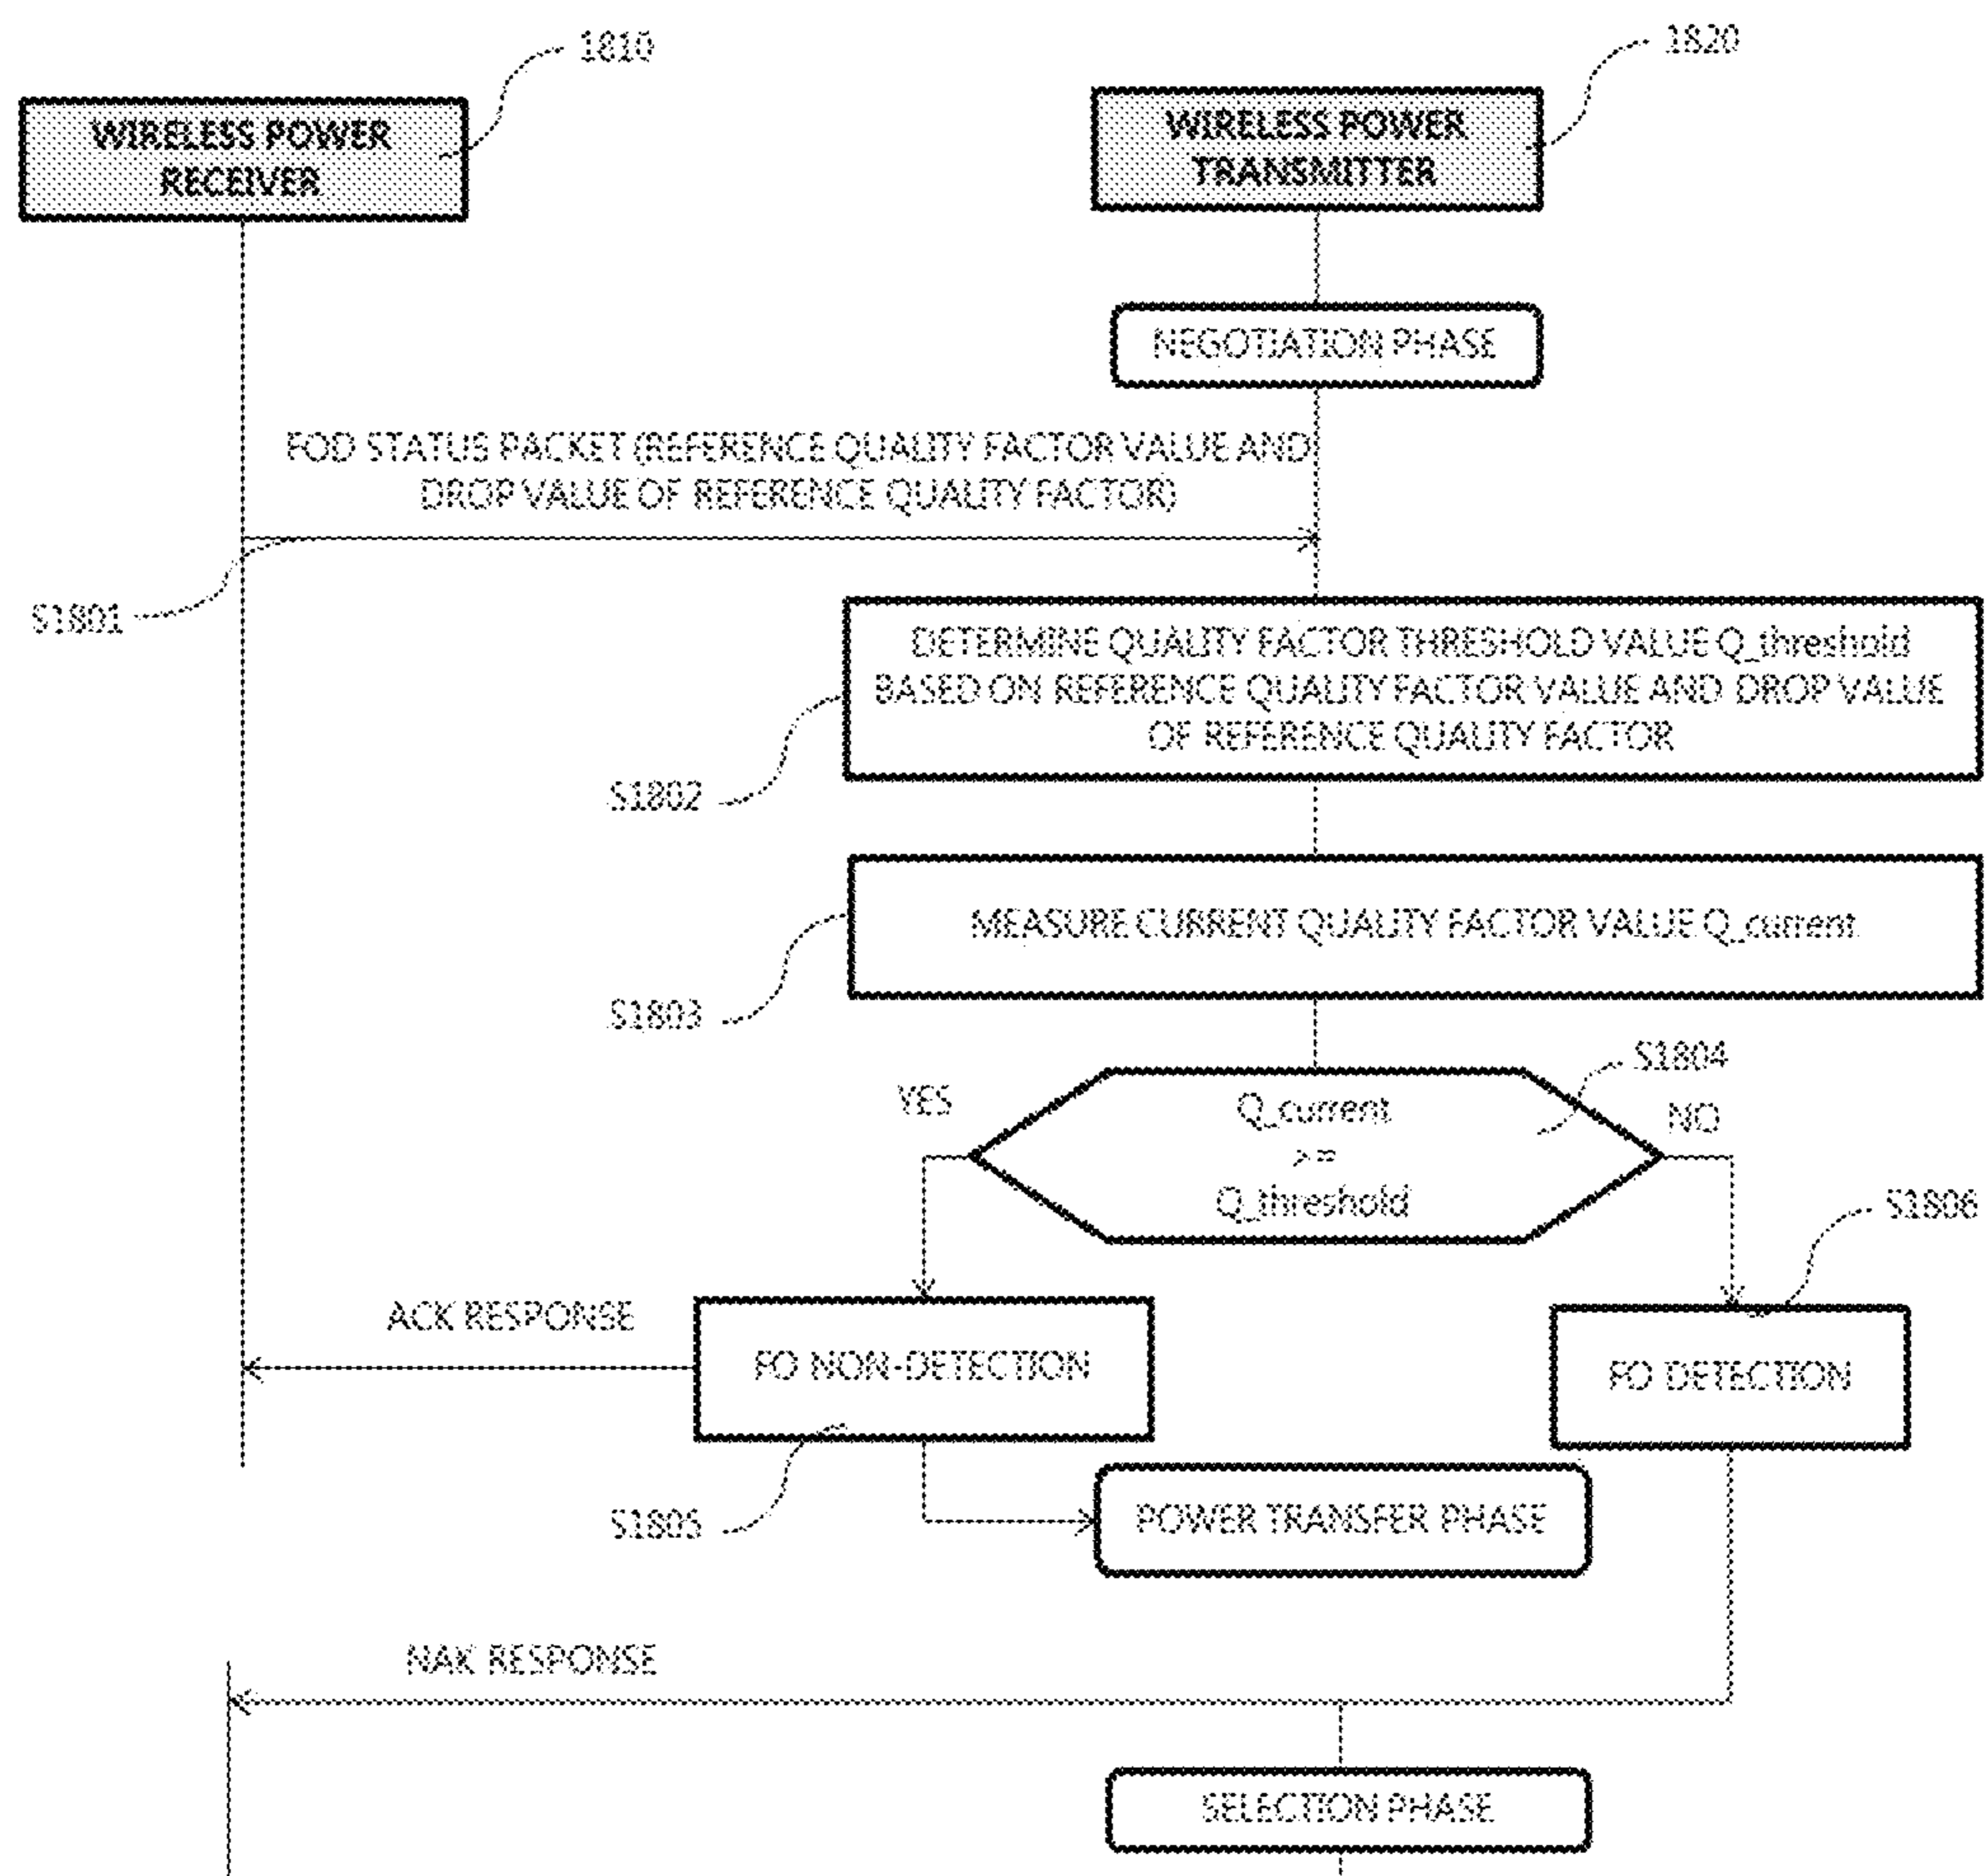 1810
1820
WIRELESS POWER
RECEIVER
WIRELESS POWER
TRANSMITTER
NEGOTIATION PHASE
FOD STATUS PACKET (REFERENCE QUALITY FACTOR VALUE AND
DROP VALUE OF REFERENCE QUALITY FACTOR)
S1801
DETERMINE QUALITY FACTOR THRESHOLD VALUE Q_threshold
BASED ON REFERENCE QUALITY FACTOR VALUE AND DROP VALUE
OF REFERENCE QUALITY FACTOR
S1802
MEASURE CURRENT QUALITY FACTOR VALUE Q_current
S1803
S1804
YES
Q_current
>=
Q_threshold
NO
S1806
ACK RESPONSE
FO NON-DETECTION
FO DETECTION
S1805
POWER TRANSFER PHASE
NAK RESPONSE
SELECTION PHASE